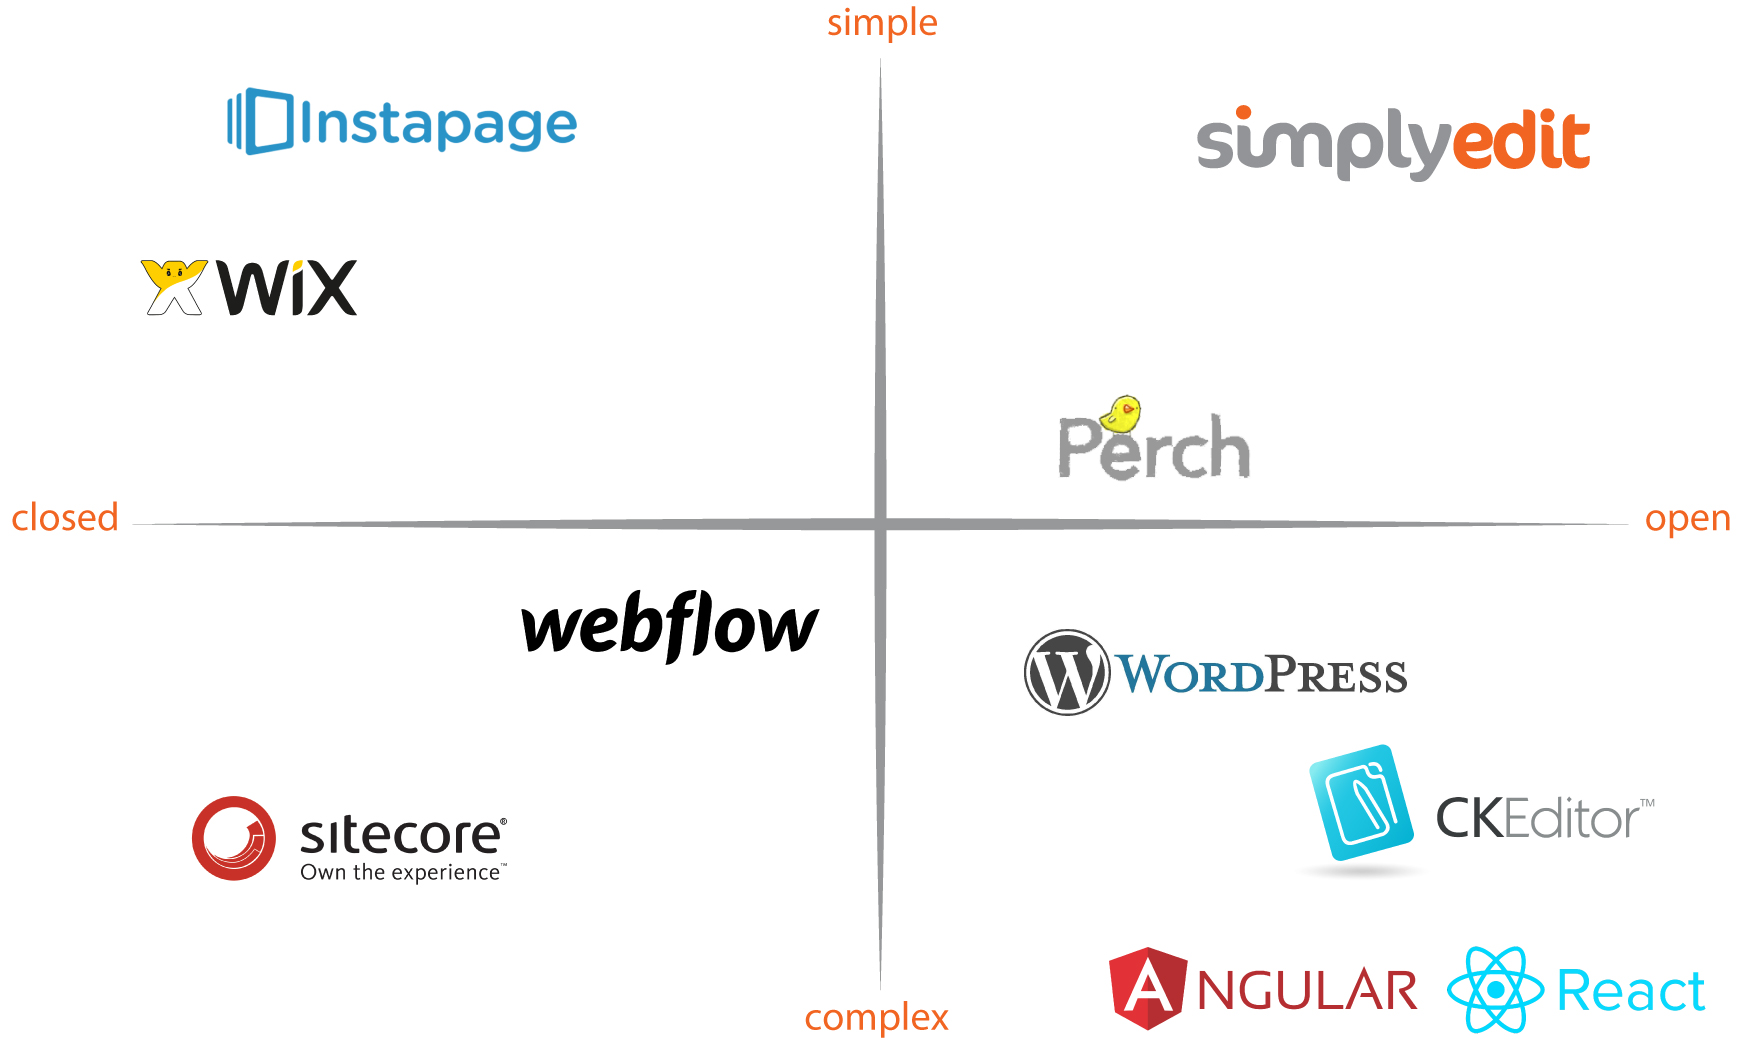 simple
Instapage
simplyedit
WiX
Perch
closed
open
webflow
WORDPRESS
CKEditor™
sitecore®
Own the experience™
ANGULAR
React
complex